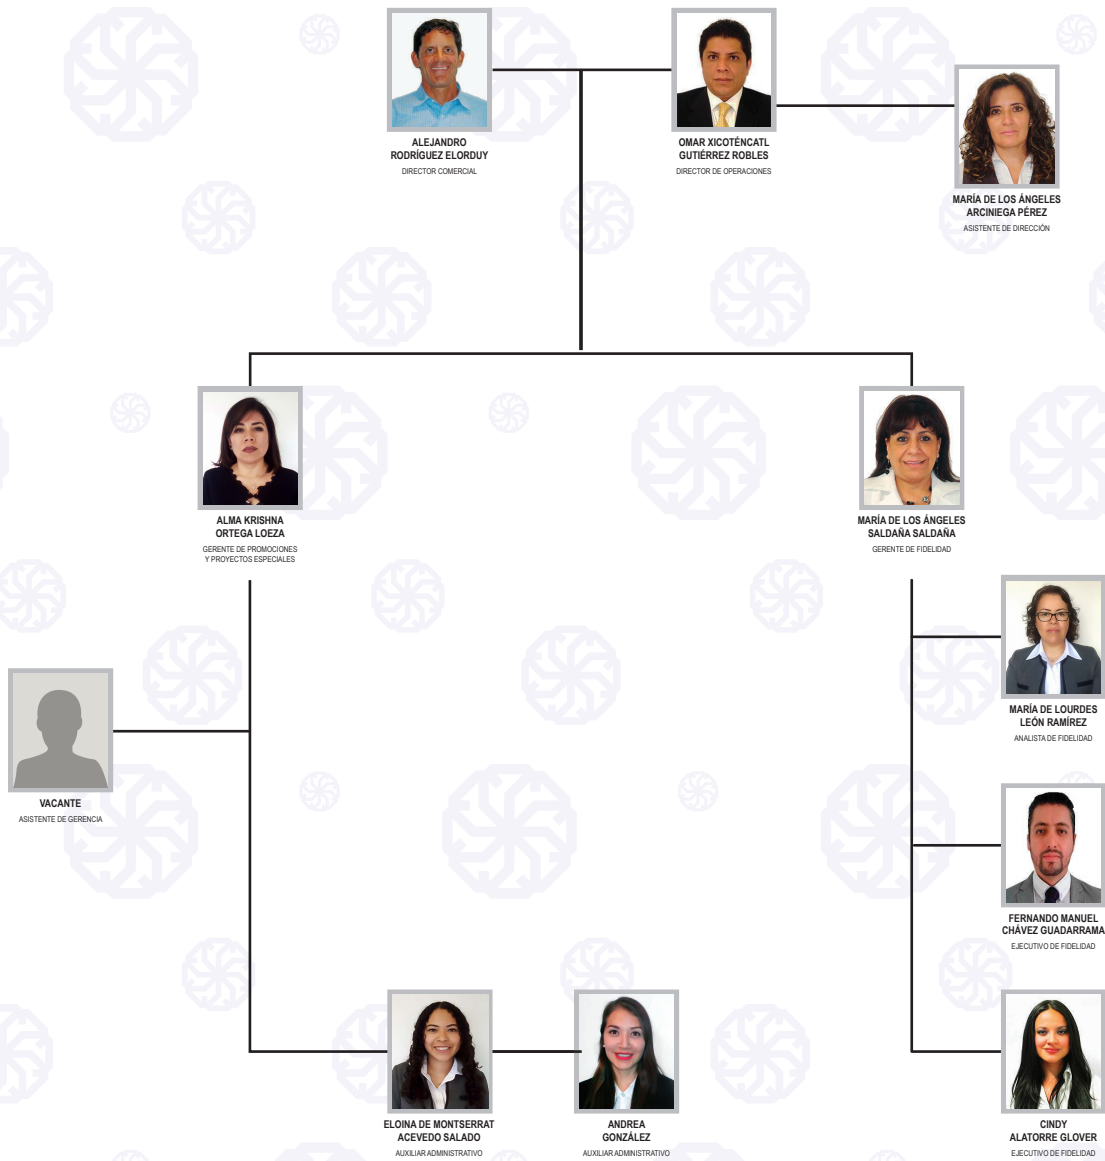 ALEJANDRO
RODRÍGUEZ ELORDUY
DIRECTOR COMERCIAL
OMAR XICOTÉNCATL
GUTIÉRREZ ROBLES
DIRECTOR DE OPERACIONES
MARÍA DE LOS ÁNGELES
ARCINIEGA PÉREZ
ASISTENTE DE DIRECCIÓN
ALMA KRISHNA
ORTEGA LOEZA
GERENTE DE PROMOCIONES
Y PROYECTOS ESPECIALES
MARÍA DE LOS ÁNGELES
SALDAÑA SALDAÑA
GERENTE DE FIDELIDAD
MARÍA DE LOURDES
LEÓN RAMÍREZ
ANALISTA DE FIDELIDAD
VACANTE
ASISTENTE DE GERENCIA
FERNANDO MANUEL
CHÁVEZ GUADARRAMA
EJECUTIVO DE FIDELIDAD
ELOINA DE MONTSERRAT
ACEVEDO SALADO
AUXILIAR ADMINISTRATIVO
ANDREA
GONZÁLEZ
AUXILIAR ADMINISTRATIVO
CINDY
ALATORRE GLOVER
EJECUTIVO DE FIDELIDAD